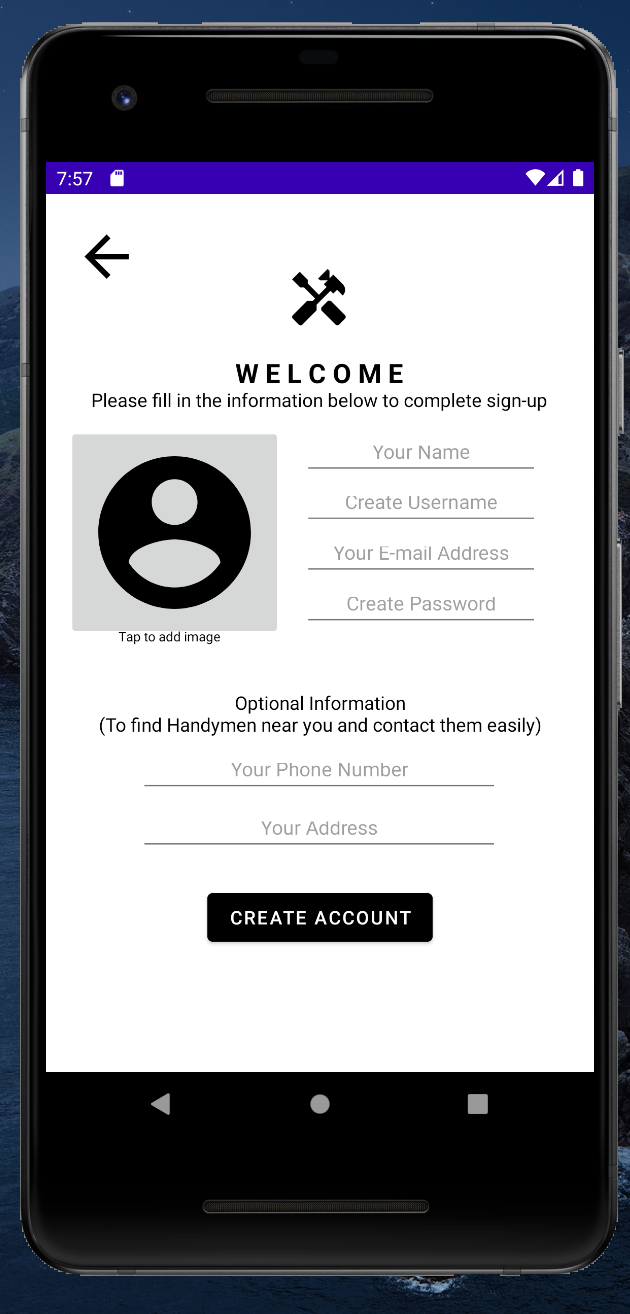 7:57
WELCOME
Please fill in the information below to complete sign-up
Your Name
Create Username
Your E-mail Address
Create Password
Tap to add image
Optional Information
(To find Handymen near you and contact them easily)
Your Phone Number
Your Address
CREATE ACCOUNT